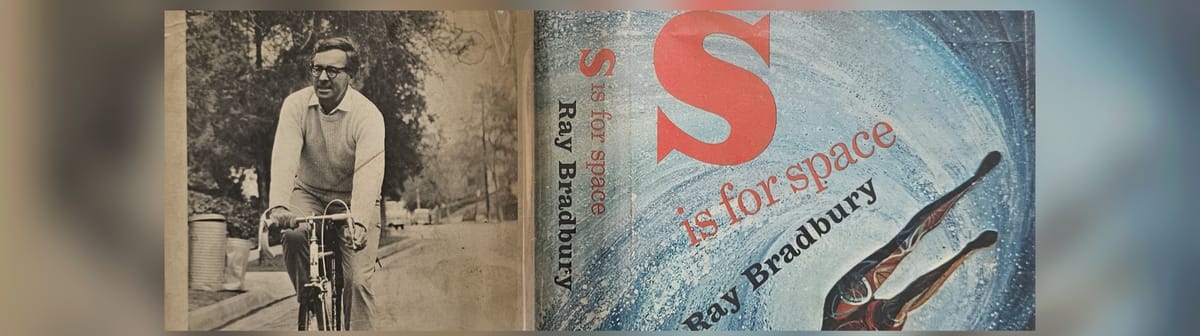 S is for space
Ray Bradbury
S
is for space
Ray Bradbury